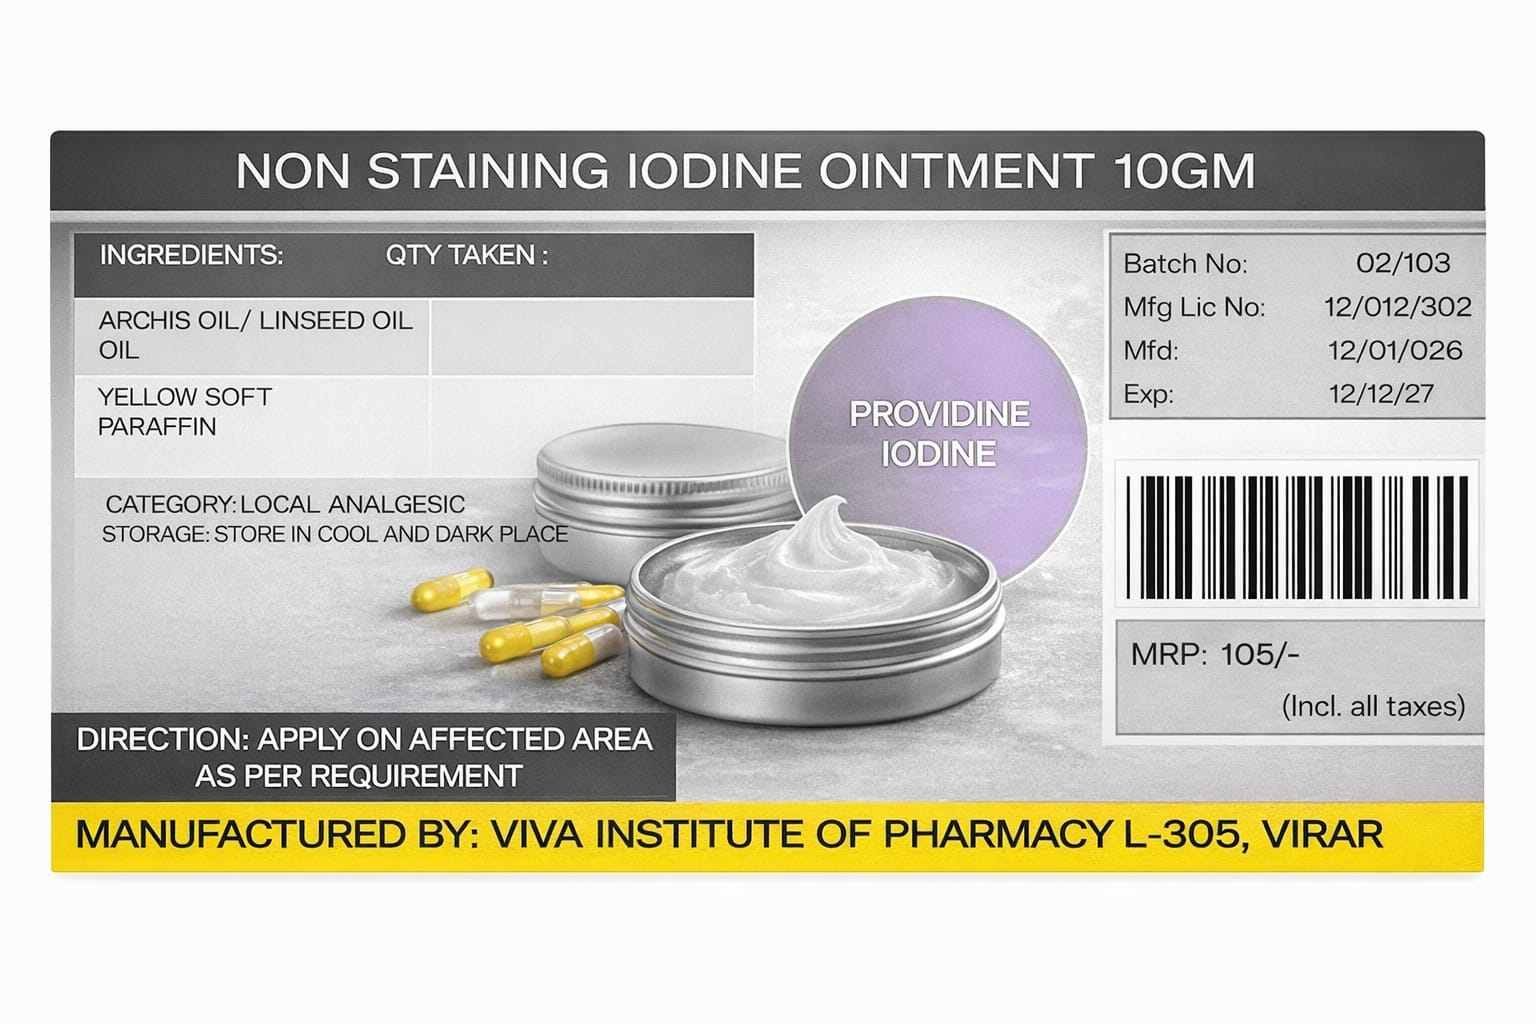 NON STAINING IODINE OINTMENT 10GM
INGREDIENTS: QTY TAKEN :
ARCHIS OIL/ LINSEED OIL
OIL
YELLOW SOFT
PARAFFIN
CATEGORY: LOCAL ANALGESIC
STORAGE: STORE IN COOL AND DARK PLACE
PROVIDINE
IODINE
Batch No: 02/103
Mfg Lic No: 12/012/302
Mfd: 12/01/026
Exp: 12/12/27
MRP: 105/-
(Incl. all taxes)
DIRECTION: APPLY ON AFFECTED AREA
AS PER REQUIREMENT
MANUFACTURED BY: VIVA INSTITUTE OF PHARMACY L-305, VIRAR